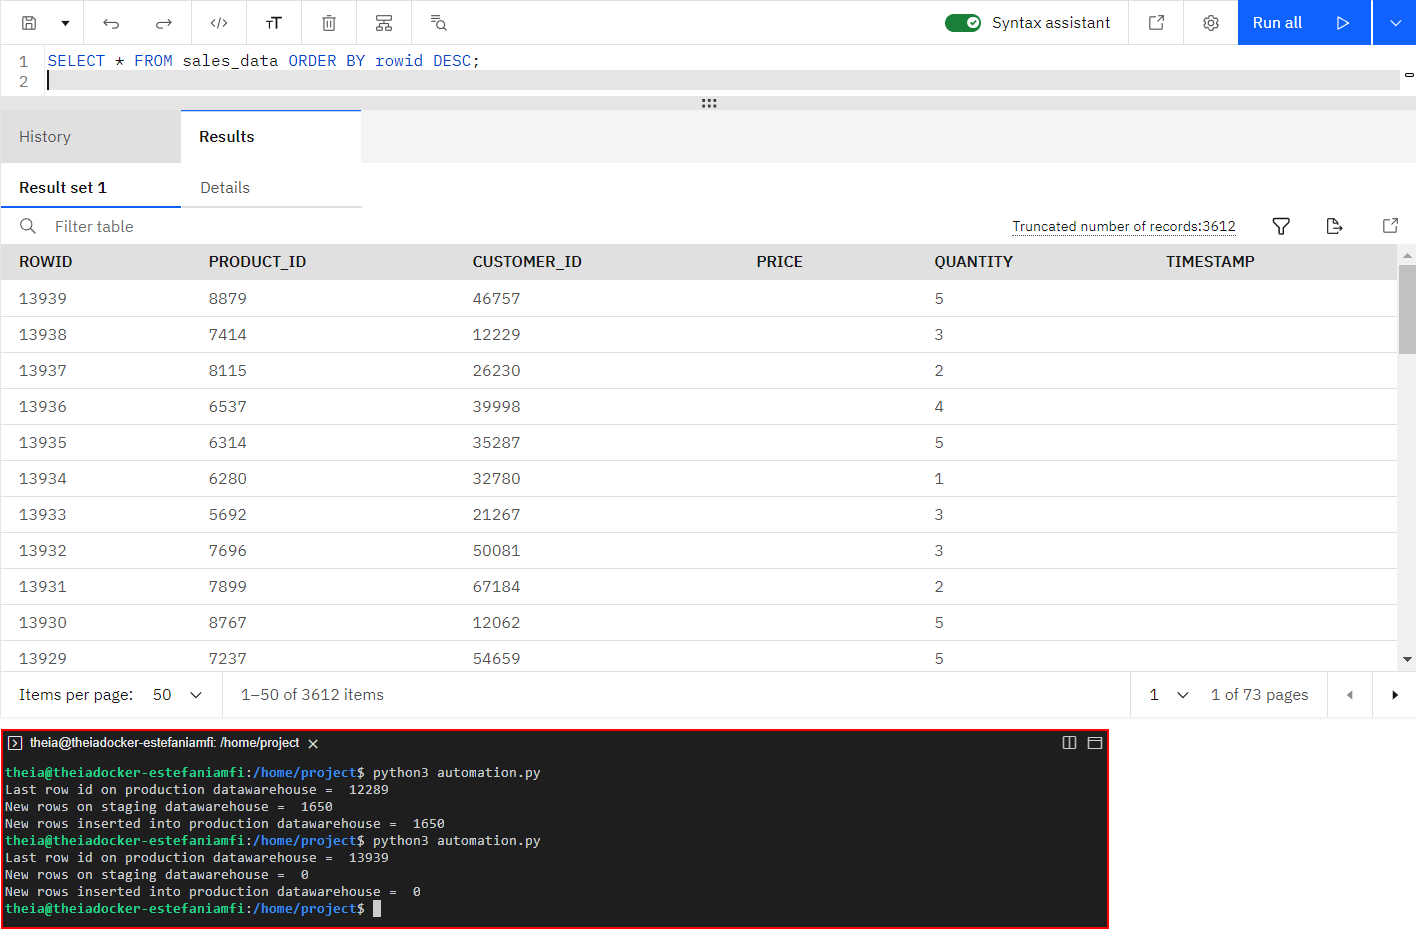 Syntax assistant
Run all
1 SELECT * FROM sales_data ORDER BY rowid DESC;
2
History Results
Result set 1 Details
Filter table Truncated number of records:3612
ROWID PRODUCT_ID CUSTOMER_ID PRICE QUANTITY TIMESTAMP
13939 8879 46757 5
13938 7414 12229 3
13937 8115 26230 2
13936 6537 39998 4
13935 6314 35287 5
13934 6280 32780 1
13933 5692 21267 3
13932 7696 50081 3
13931 7899 67184 2
13930 8767 12062 5
13929 7237 54659 5
Items per page: 50 1–50 of 3612 items 1 1 of 73 pages
theia@theiadocker-estefaniamfi: /home/project
theia@theiadocker-estefaniamfi:/home/project$ python3 automation.py
Last row id on production datawarehouse = 12289
New rows on staging datawarehouse = 1650
New rows inserted into production datawarehouse = 1650
theia@theiadocker-estefaniamfi:/home/project$ python3 automation.py
Last row id on production datawarehouse = 13939
New rows on staging datawarehouse = 0
New rows inserted into production datawarehouse = 0
theia@theiadocker-estefaniamfi:/home/project$